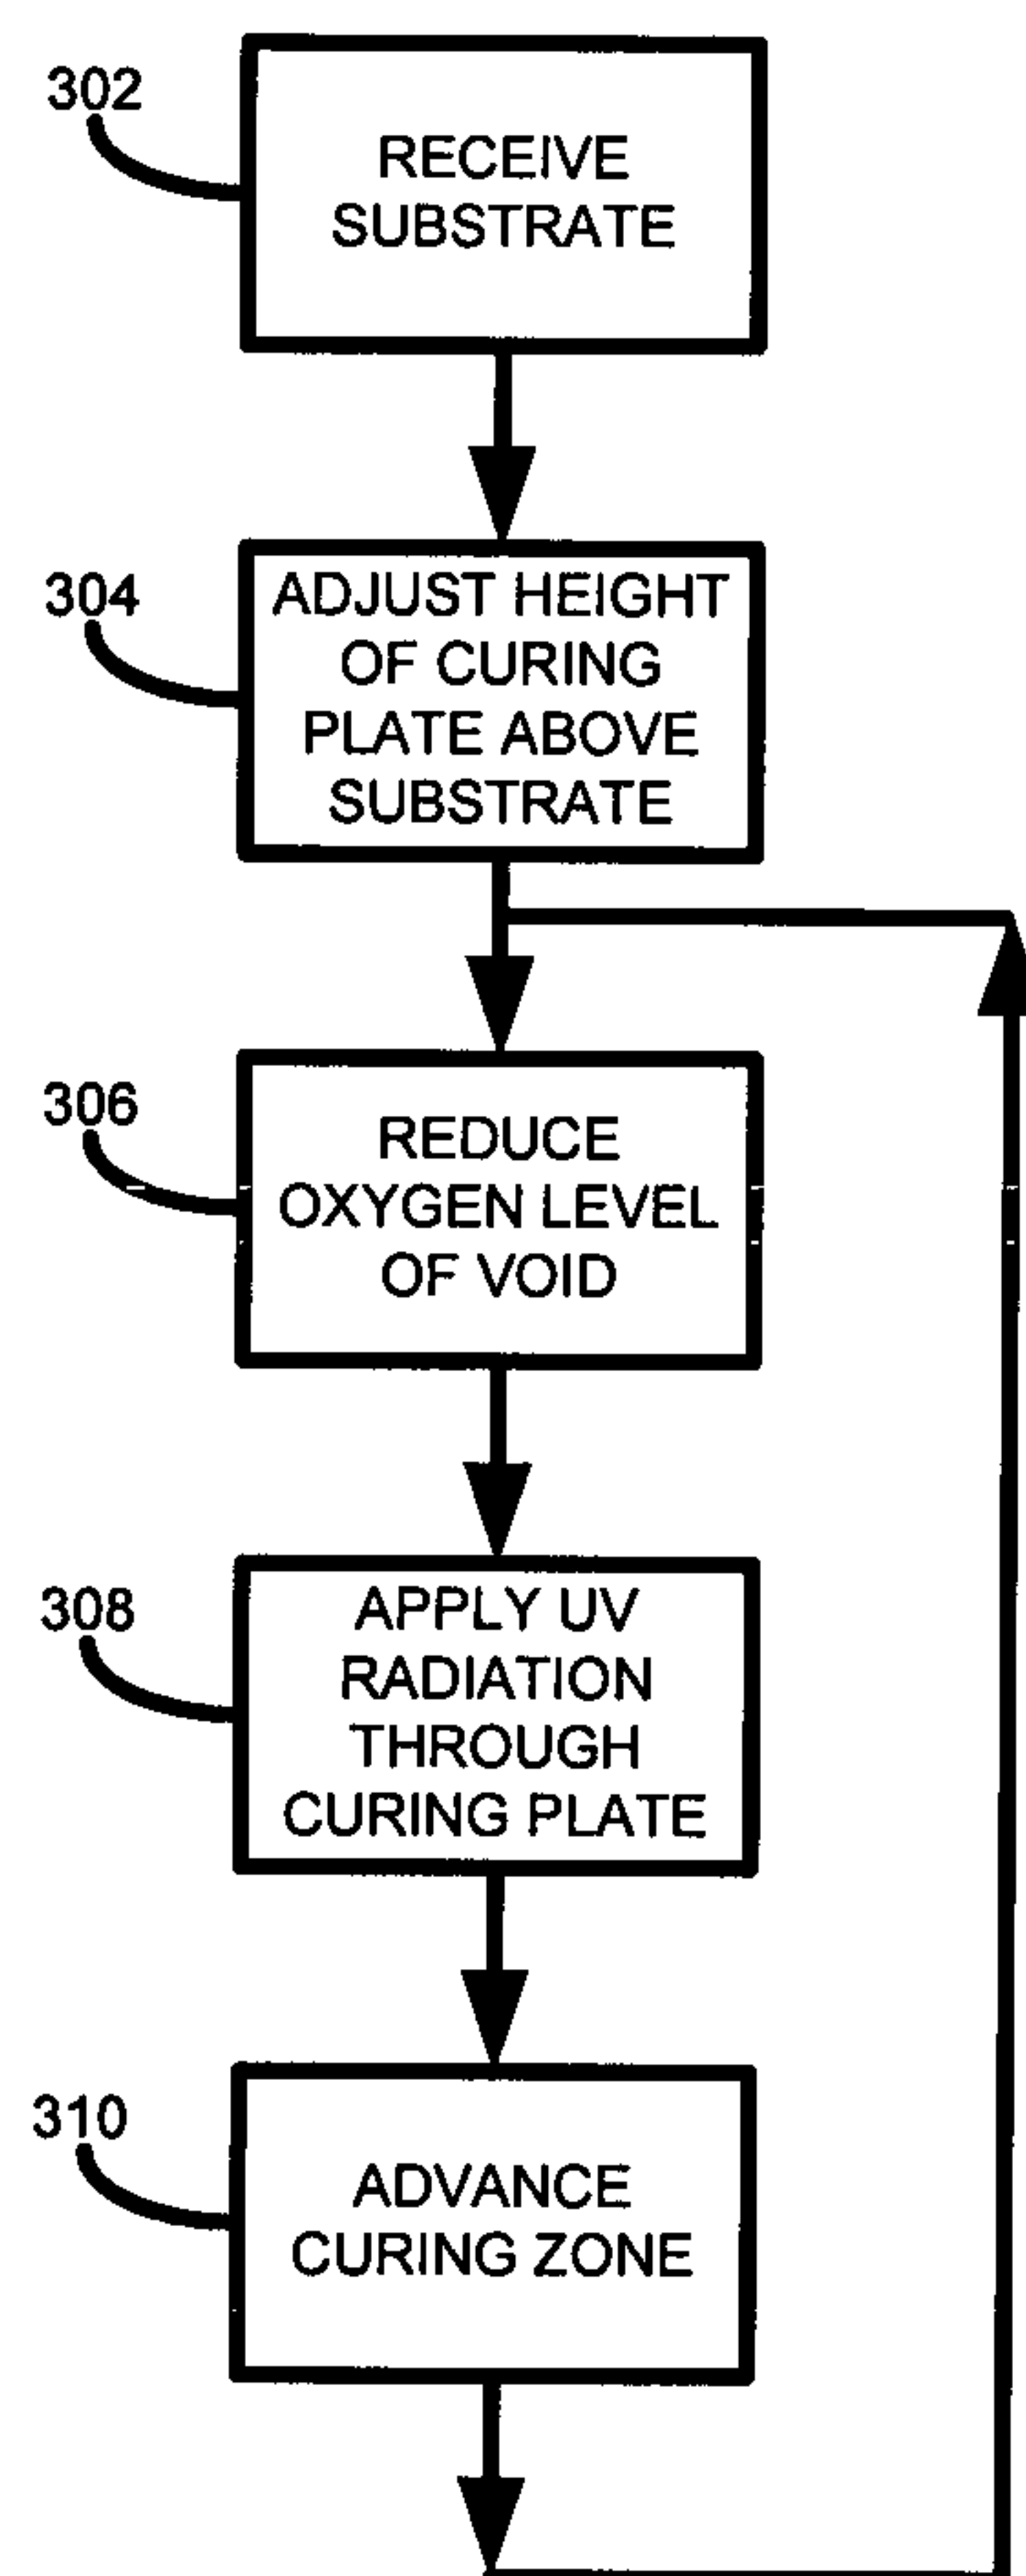 302
RECEIVE
SUBSTRATE
304
ADJUST HEIGHT
OF CURING
PLATE ABOVE
SUBSTRATE
306
REDUCE
OXYGEN LEVEL
OF VOID
308
APPLY UV
RADIATION
THROUGH
CURING PLATE
310
ADVANCE
CURING ZONE